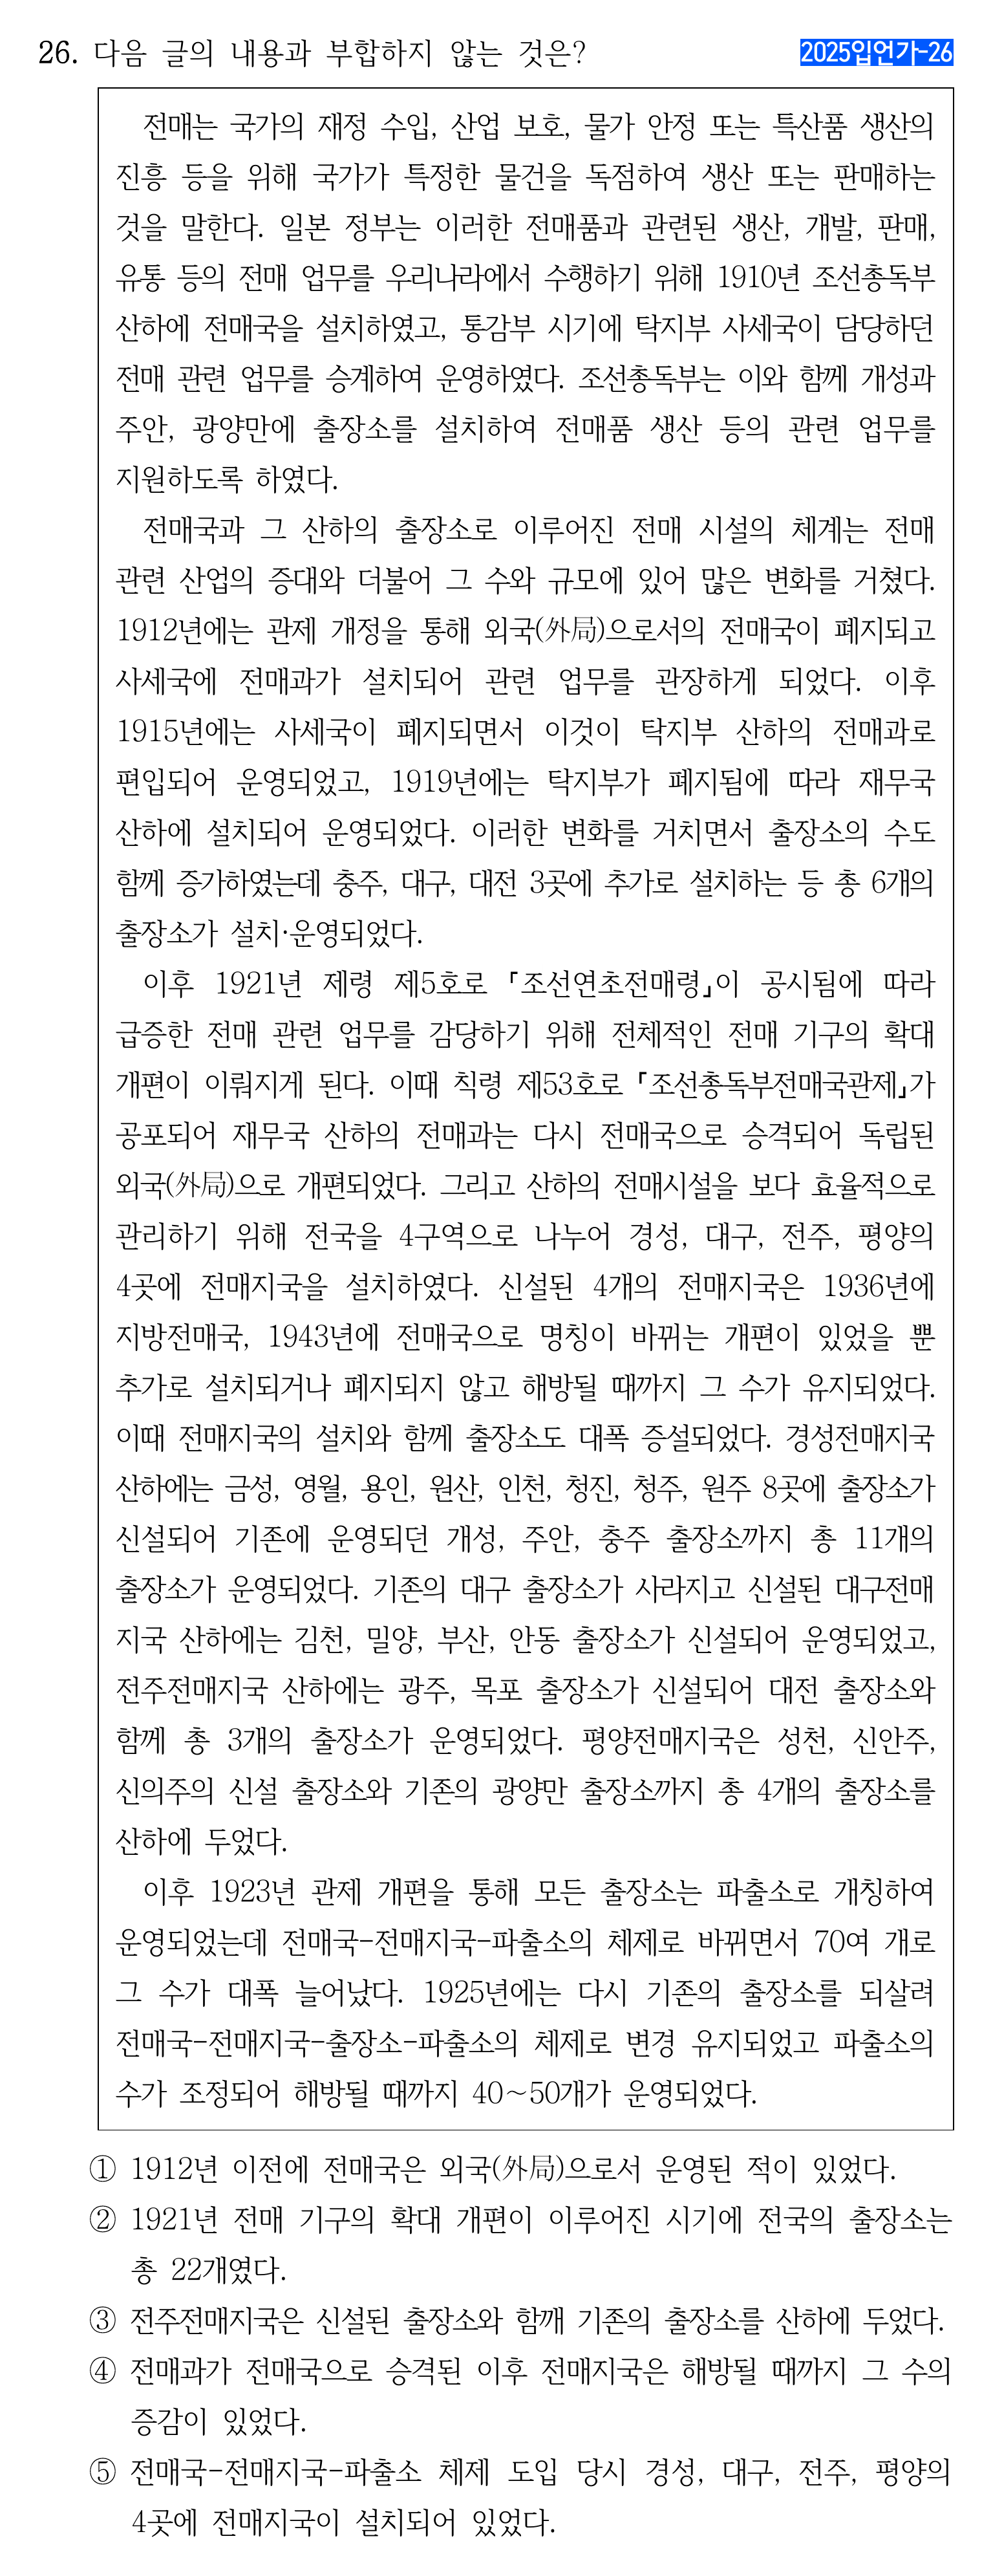 26. 다음 글의 내용과 부합하지 않는 것은?
2025입언가-26
전매는 국가의 재정 수입, 산업 보호, 물가 안정 또는 특산품 생산의
진흥 등을 위해 국가가 특정한 물건을 독점하여 생산 또는 판매하는
것을 말한다. 일본 정부는 이러한 전매품과 관련된 생산, 개발, 판매,
유통 등의 전매 업무를 우리나라에서 수행하기 위해 1910년 조선총독부
산하에 전매국을 설치하였고, 통감부 시기에 탁지부 사세국이 담당하던
전매 관련 업무를 승계하여 운영하였다. 조선총독부는 이와 함께 개성과
주안, 광양만에 출장소를 설치하여 전매품 생산 등의 관련 업무를
지원하도록 하였다.
전매국과 그 산하의 출장소로 이루어진 전매 시설의 체계는 전매
관련 산업의 증대와 더불어 그 수와 규모에 있어 많은 변화를 거쳤다.
1912년에는 관제 개정을 통해 외국(外局)으로서의 전매국이 폐지되고
사세국에 전매과가 설치되어 관련 업무를 관장하게 되었다. 이후
1915년에는 사세국이 폐지되면서 이것이 탁지부 산하의 전매과로
편입되어 운영되었고, 1919년에는 탁지부가 폐지됨에 따라 재무국
산하에 설치되어 운영되었다. 이러한 변화를 거치면서 출장소의 수도
함께 증가하였는데 충주, 대구, 대전 3곳에 추가로 설치하는 등 총 6개의
출장소가 설치·운영되었다.
이후 1921년 제령 제5호로 「조선연초전매령」이 공시됨에 따라
급증한 전매 관련 업무를 감당하기 위해 전체적인 전매 기구의 확대
개편이 이뤄지게 된다. 이때 칙령 제53호로 「조선총독부전매국관제」가
공포되어 재무국 산하의 전매과는 다시 전매국으로 승격되어 독립된
외국(外局)으로 개편되었다. 그리고 산하의 전매시설을 보다 효율적으로
관리하기 위해 전국을 4구역으로 나누어 경성, 대구, 전주, 평양의
4곳에 전매지국을 설치하였다. 신설된 4개의 전매지국은 1936년에
지방전매국, 1943년에 전매국으로 명칭이 바뀌는 개편이 있었을 뿐
추가로 설치되거나 폐지되지 않고 해방될 때까지 그 수가 유지되었다.
이때 전매지국의 설치와 함께 출장소도 대폭 증설되었다. 경성전매지국
산하에는 금성, 영월, 용인, 원산, 인천, 청진, 청주, 원주 8곳에 출장소가
신설되어 기존에 운영되던 개성, 주안, 충주 출장소까지 총 11개의
출장소가 운영되었다. 기존의 대구 출장소가 사라지고 신설된 대구전매
지국 산하에는 김천, 밀양, 부산, 안동 출장소가 신설되어 운영되었고,
전주전매지국 산하에는 광주, 목포 출장소가 신설되어 대전 출장소와
함께 총 3개의 출장소가 운영되었다. 평양전매지국은 성천, 신안주,
신의주의 신설 출장소와 기존의 광양만 출장소까지 총 4개의 출장소를
산하에 두었다.
이후 1923년 관제 개편을 통해 모든 출장소는 파출소로 개칭하여
운영되었는데 전매국-전매지국-파출소의 체제로 바뀌면서 70여 개로
그 수가 대폭 늘어났다. 1925년에는 다시 기존의 출장소를 되살려
전매국-전매지국-출장소-파출소의 체제로 변경 유지되었고 파출소의
수가 조정되어 해방될 때까지 40~50개가 운영되었다.
① 1912년 이전에 전매국은 외국(外局)으로서 운영된 적이 있었다.
② 1921년 전매 기구의 확대 개편이 이루어진 시기에 전국의 출장소는
총 22개였다.
③ 전주전매지국은 신설된 출장소와 함깨 기존의 출장소를 산하에 두었다.
④ 전매과가 전매국으로 승격된 이후 전매지국은 해방될 때까지 그 수의
증감이 있었다.
⑤ 전매국-전매지국-파출소 체제 도입 당시 경성, 대구, 전주, 평양의
4곳에 전매지국이 설치되어 있었다.